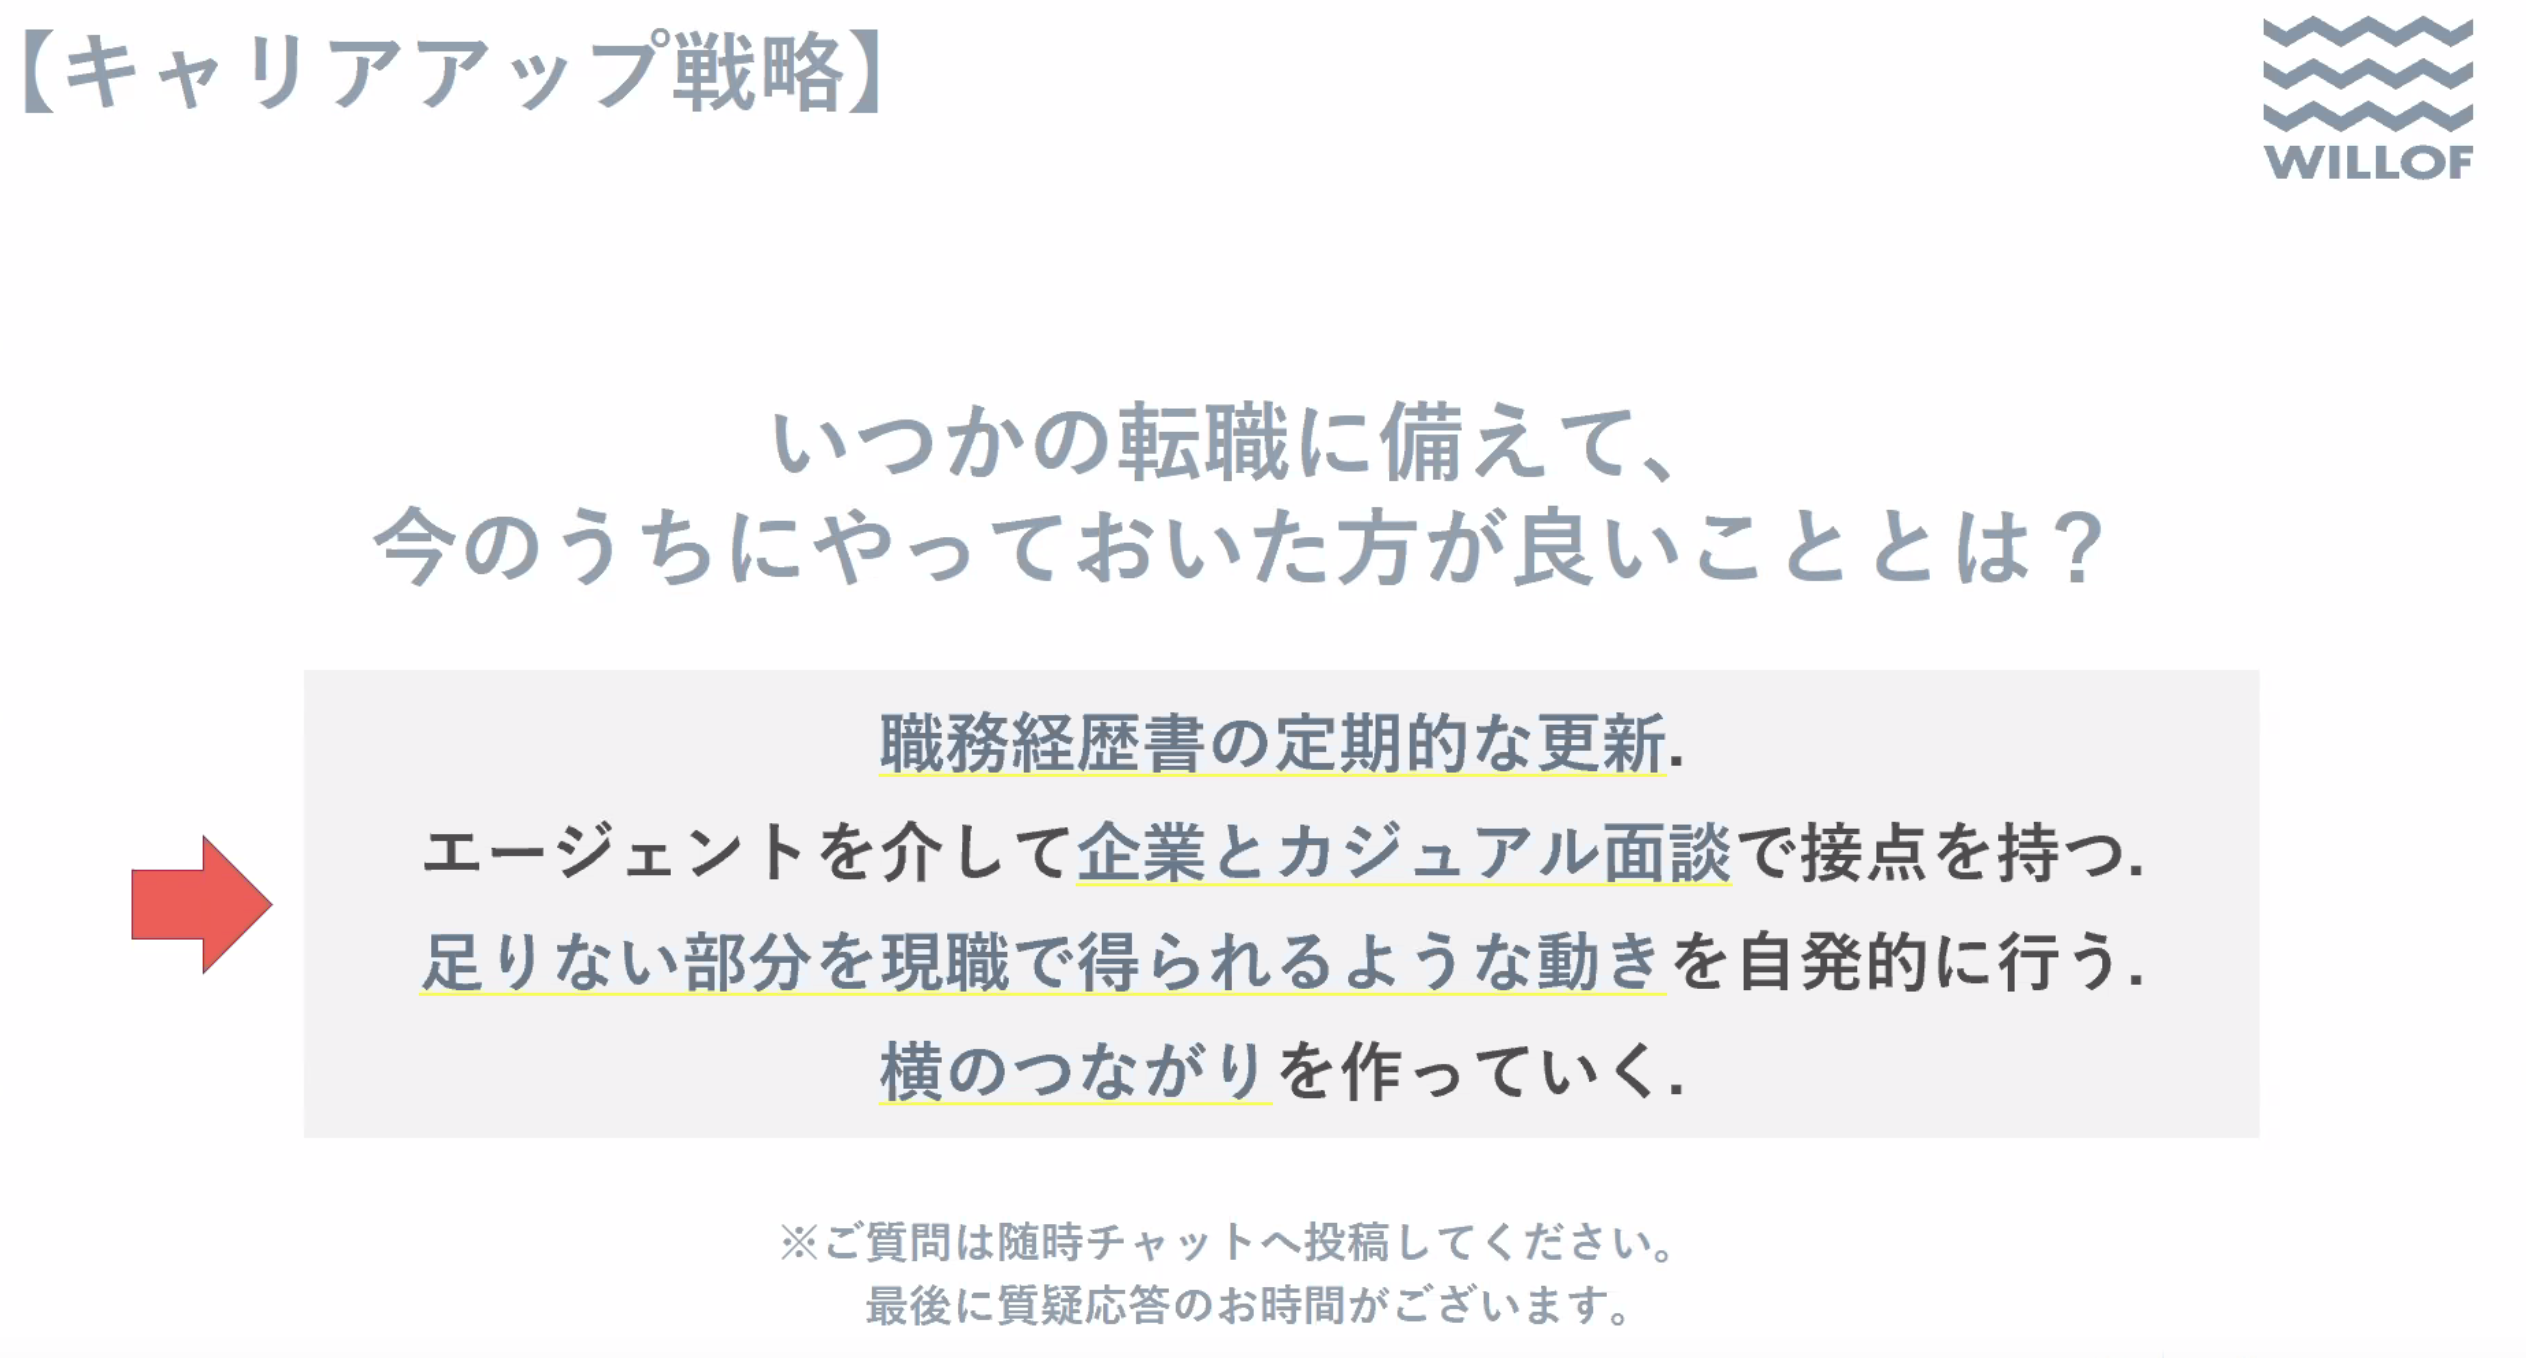 【キャリアアップ戦略】
WILLOF
いつかの転職に備えて、
今のうちにやっておいた方が良いこととは？
職務経歴書の定期的な更新.
エージェントを介して企業とカジュアル面談で接点を持つ.
足りない部分を現職で得られるような動きを自発的に行う.
横のつながりを作っていく.
※ご質問は随時チャットへ投稿してください。
最後に質疑応答のお時間がございます。